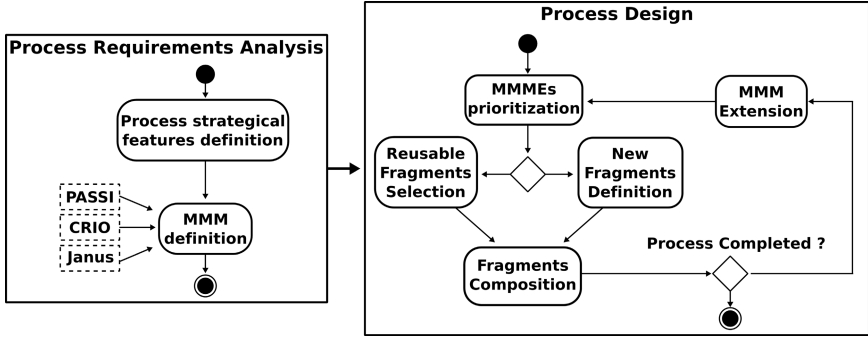 Process Requirements Analysis
Process strategical
features definition
PASSI
CRIO
Janus
MMM
definition
Process Design
MMMEs
prioritization
MMM
Extension
Reusable
Fragments
Selection
New
Fragments
Definition
Fragments
Composition
Process Completed ?